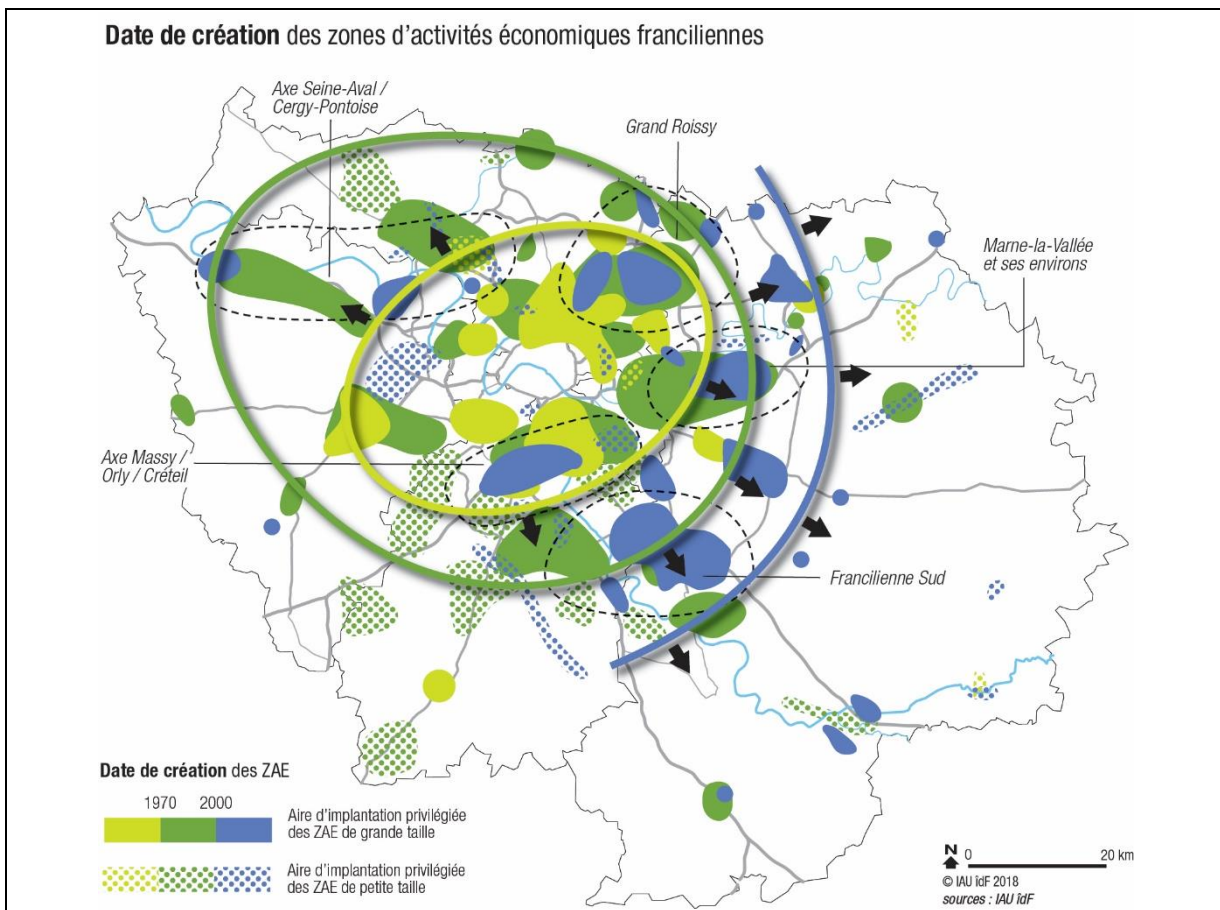 Date de création des zones d'activités économiques franciliennes
Axe Seine-Aval /
Cergy-Pontoise
Grand Roissy
Marne-la-Vallée
et ses environs
Axe Massy /
Orly / Créteil
Francilienne Sud
Date de création des ZAE
1970 2000
Aire d'implantation privilégiée
des ZAE de grande taille
Aire d'implantation privilégiée
des ZAE de petite taille
N 0 20 km
© IAU îdF 2018
sources : IAU îdF